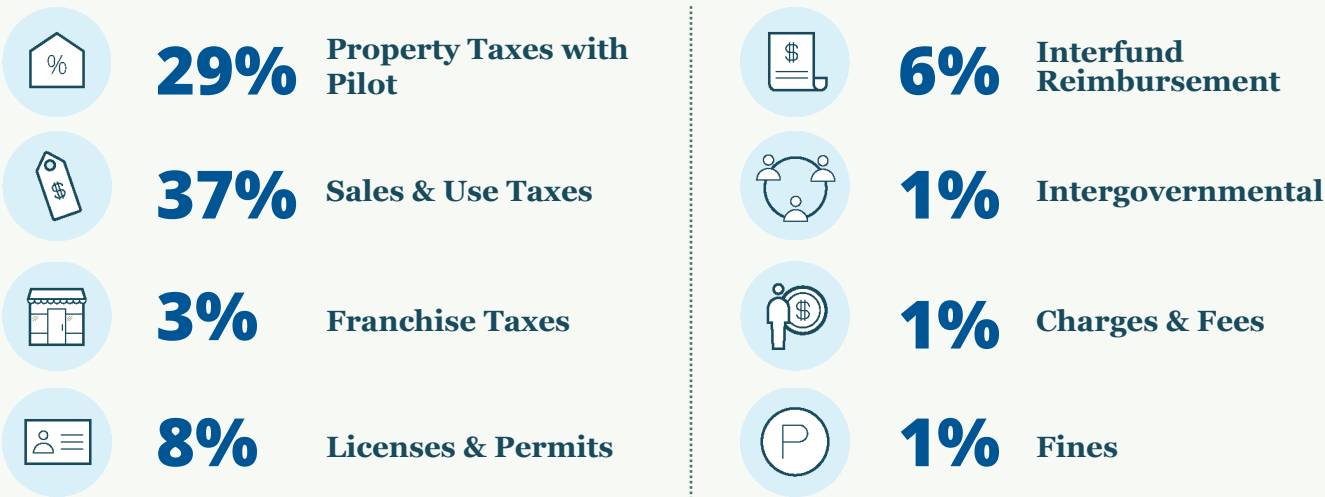 29%
Property Taxes with
Pilot
37%
Sales & Use Taxes
3%
Franchise Taxes
8%
Licenses & Permits
6%
Interfund
Reimbursement
1%
Intergovernmental
1%
Charges & Fees
1%
Fines
%
$
$
$
P